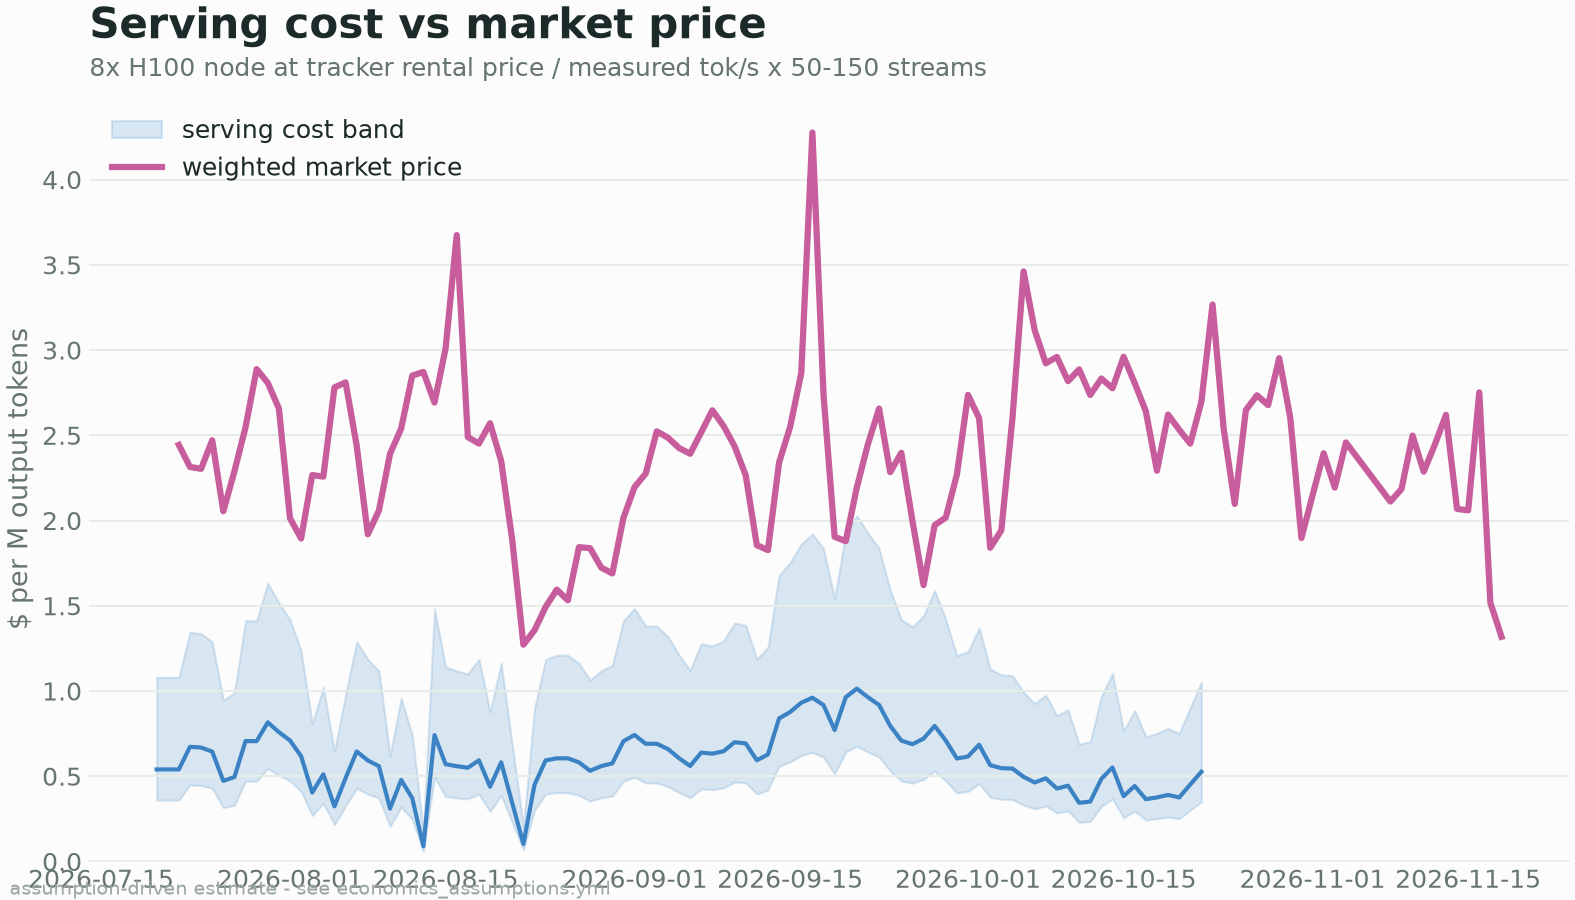 Serving cost vs market price
8x H100 node at tracker rental price / measured tok/s x 50-150 streams
serving cost band
weighted market price
$ per M output tokens
4.0
3.5
3.0
2.5
2.0
1.5
1.0
0.5
0.0
2026-07-15 2026-08-01 2026-08-15 2026-09-01 2026-09-15 2026-10-01 2026-10-15 2026-11-01 2026-11-15
assumption-driven estimate - see economics_assumptions.yml